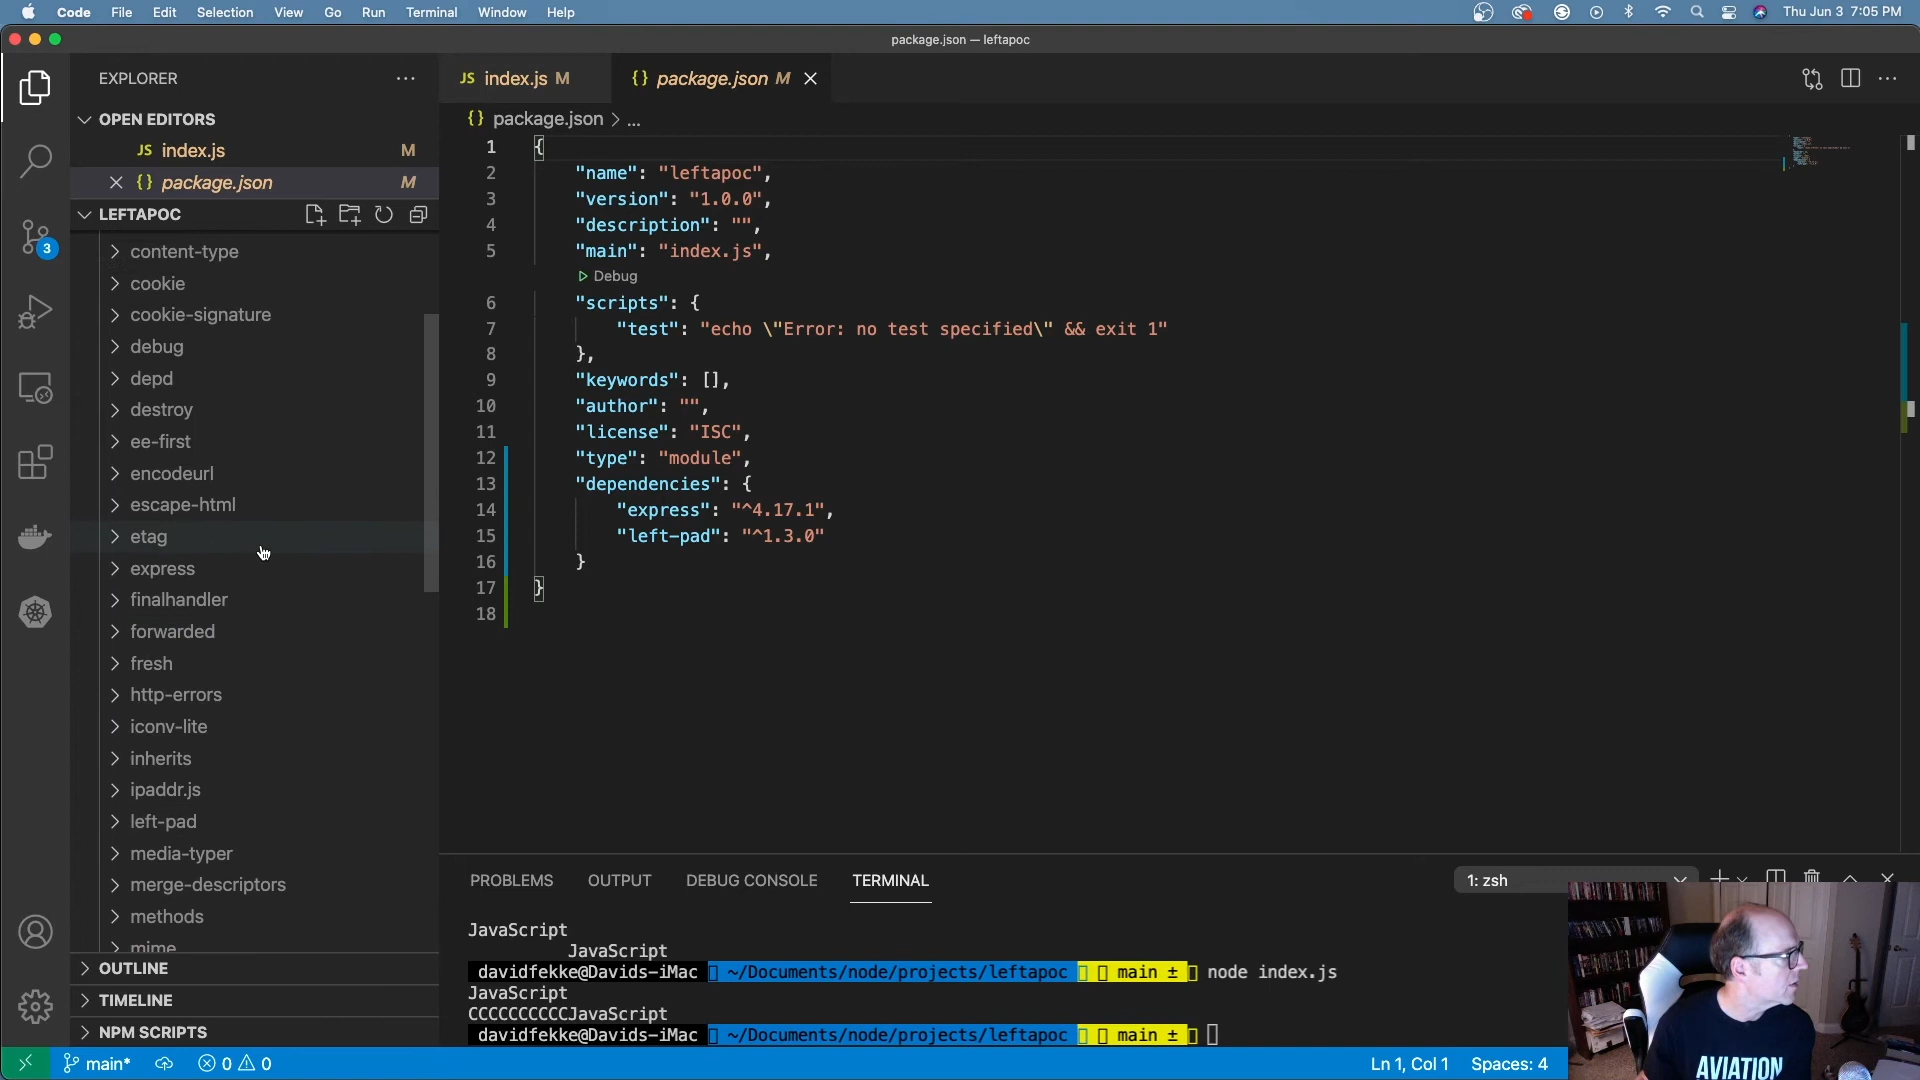 Code File Edit Selection View Go Run Terminal Window Help Thu Jun 3 7:05 PM
package.json — leftapoc
EXPLORER
OPEN EDITORS
JS index.js M
{} package.json M
LEFTAPOC
content-type
cookie
cookie-signature
debug
depd
destroy
ee-first
encodeurl
escape-html
etag
express
finalhandler
forwarded
fresh
http-errors
iconv-lite
inherits
ipaddr.js
left-pad
media-typer
merge-descriptors
methods
mime
OUTLINE
TIMELINE
NPM SCRIPTS
3
JS index.js M {} package.json M
{} package.json > ...
1 {
2 "name": "leftapoc",
3 "version": "1.0.0",
4 "description": "",
5 "main": "index.js",
Debug
6 "scripts": {
7 "test": "echo \"Error: no test specified\" && exit 1"
8 },
9 "keywords": [],
10 "author": "",
11 "license": "ISC",
12 "type": "module",
13 "dependencies": {
14 "express": "^4.17.1",
15 "left-pad": "^1.3.0"
16 }
17 }
18
PROBLEMS OUTPUT DEBUG CONSOLE TERMINAL 1: zsh
JavaScript
JavaScript
davidfekke@Davids-iMac ~/Documents/node/projects/leftapoc main ± node index.js
JavaScript
CCCCCCCCCCJavaScript
davidfekke@Davids-iMac ~/Documents/node/projects/leftapoc main ±
main* 0 0 Ln 1, Col 1 Spaces: 4
AVIATION